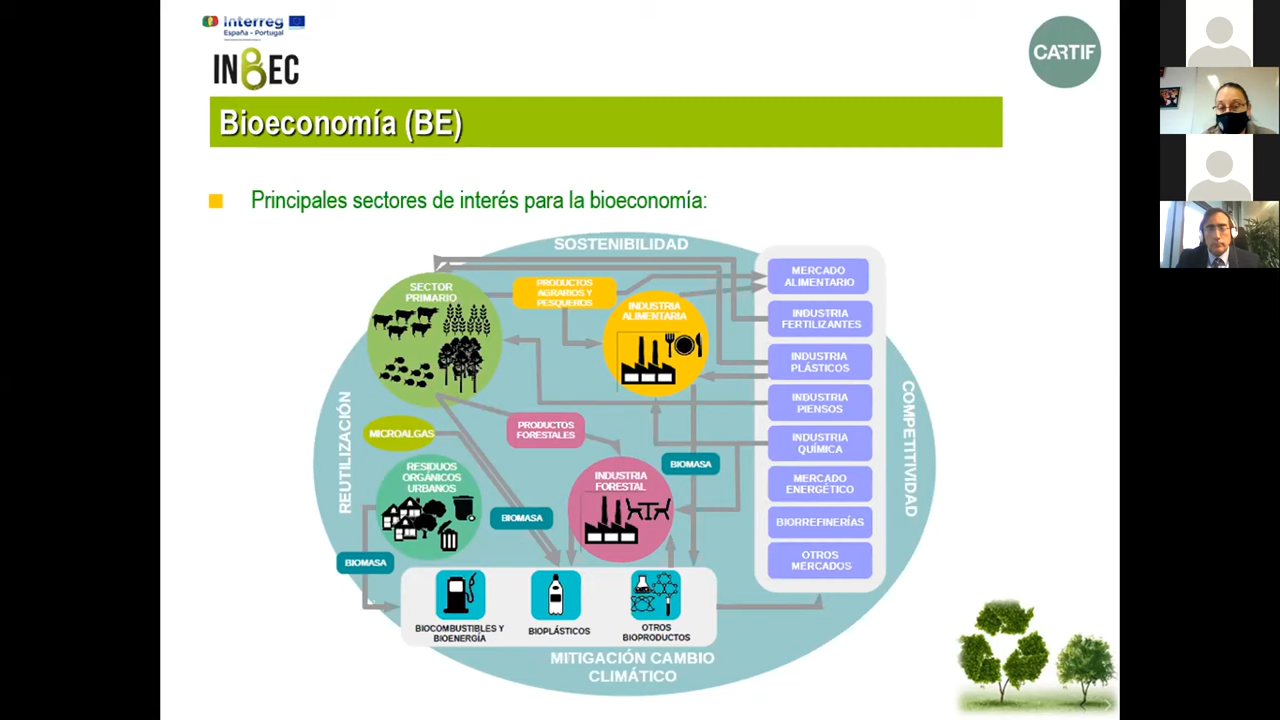 Interreg
España - Portugal
INBEC
CARTIF
Bioeconomía (BE)
Principales sectores de interés para la bioeconomía:
SOSTENIBILIDAD
SECTOR
PRIMARIO
PRODUCTOS
AGRARIOS Y
PESQUEROS
INDUSTRIA
ALIMENTARIA
MERCADO
ALIMENTARIO
INDUSTRIA
FERTILIZANTES
INDUSTRIA
PLÁSTICOS
INDUSTRIA
PIENSOS
INDUSTRIA
QUÍMICA
MERCADO
ENERGÉTICO
BIORREFINERÍAS
OTROS
MERCADOS
REUTILIZACIÓN
COMPETITIVIDAD
MICROALGAS
PRODUCTOS
FORESTALES
RESIDUOS
ORGÁNICOS
URBANOS
INDUSTRIA
FORESTAL
BIOMASA
BIOMASA
BIOMASA
BIOCOMBUSTIBLES Y
BIOENERGÍA
BIOPLÁSTICOS
OTROS
BIOPRODUCTOS
MITIGACIÓN CAMBIO
CLIMÁTICO